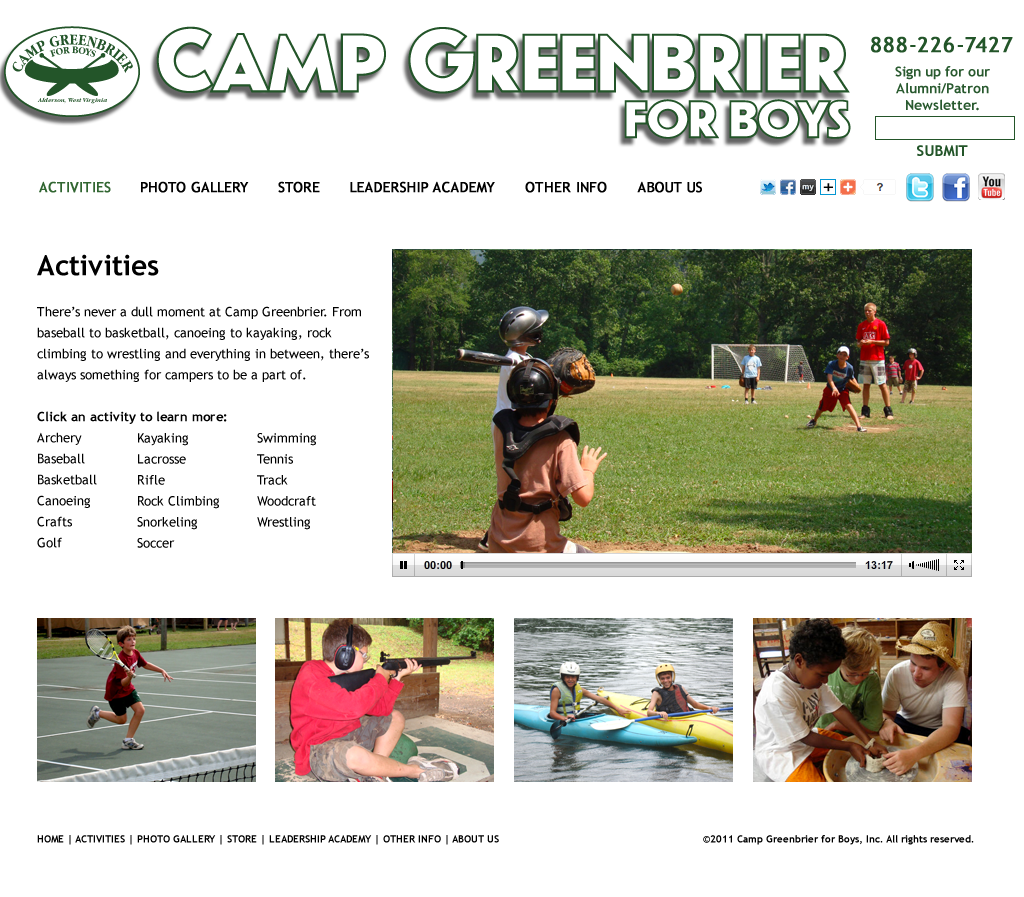 CAMP GREENBRIER
FOR BOYS
Alderson, West Virginia
CAMP GREENBRIER
FOR BOYS
888-226-7427
Sign up for our
Alumni/Patron
Newsletter.
SUBMIT
ACTIVITIES PHOTO GALLERY STORE LEADERSHIP ACADEMY OTHER INFO ABOUT US my ? You
Tube
Activities
There’s never a dull moment at Camp Greenbrier. From
baseball to basketball, canoeing to kayaking, rock
climbing to wrestling and everything in between, there’s
always something for campers to be a part of.
Click an activity to learn more:
Archery Kayaking Swimming
Baseball Lacrosse Tennis
Basketball Rifle Track
Canoeing Rock Climbing Woodcraft
Crafts Snorkeling Wrestling
Golf Soccer
00:00 13:17
HOME | ACTIVITIES | PHOTO GALLERY | STORE | LEADERSHIP ACADEMY | OTHER INFO | ABOUT US
©2011 Camp Greenbrier for Boys, Inc. All rights reserved.